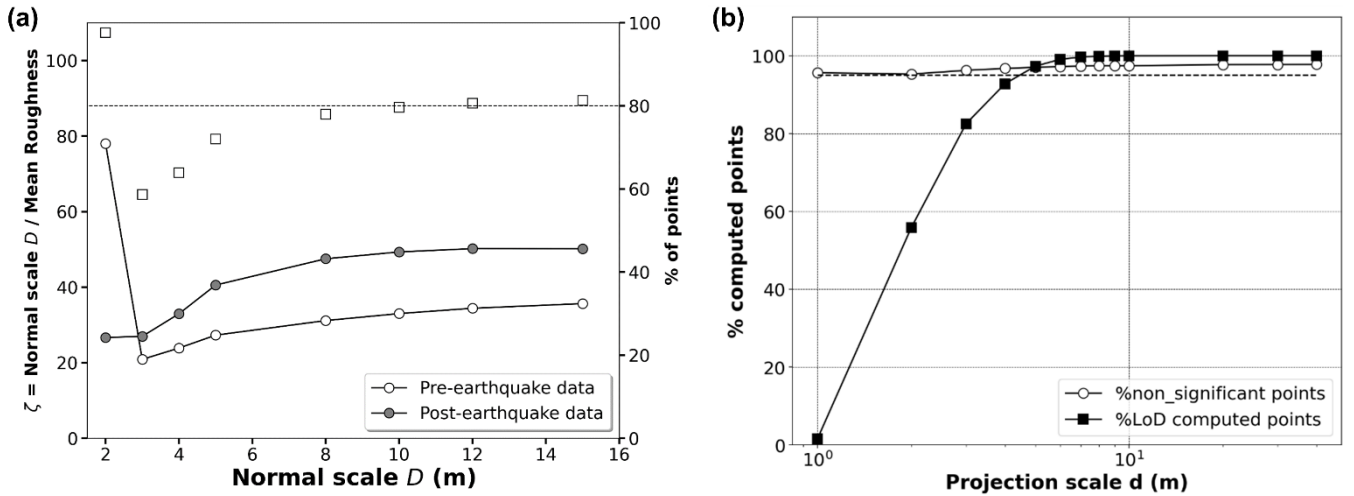 (a)
ζ = Normal scale D / Mean Roughness
100
80
60
40
20
0
100
80
60
40
20
0
% of points
Pre-earthquake data
Post-earthquake data
2 4 6 8 10 12 14 16
Normal scale D (m)
(b)
% computed points
100
80
60
40
20
0
%non_significant points
%LoD computed points
10⁰ 10¹
Projection scale d (m)